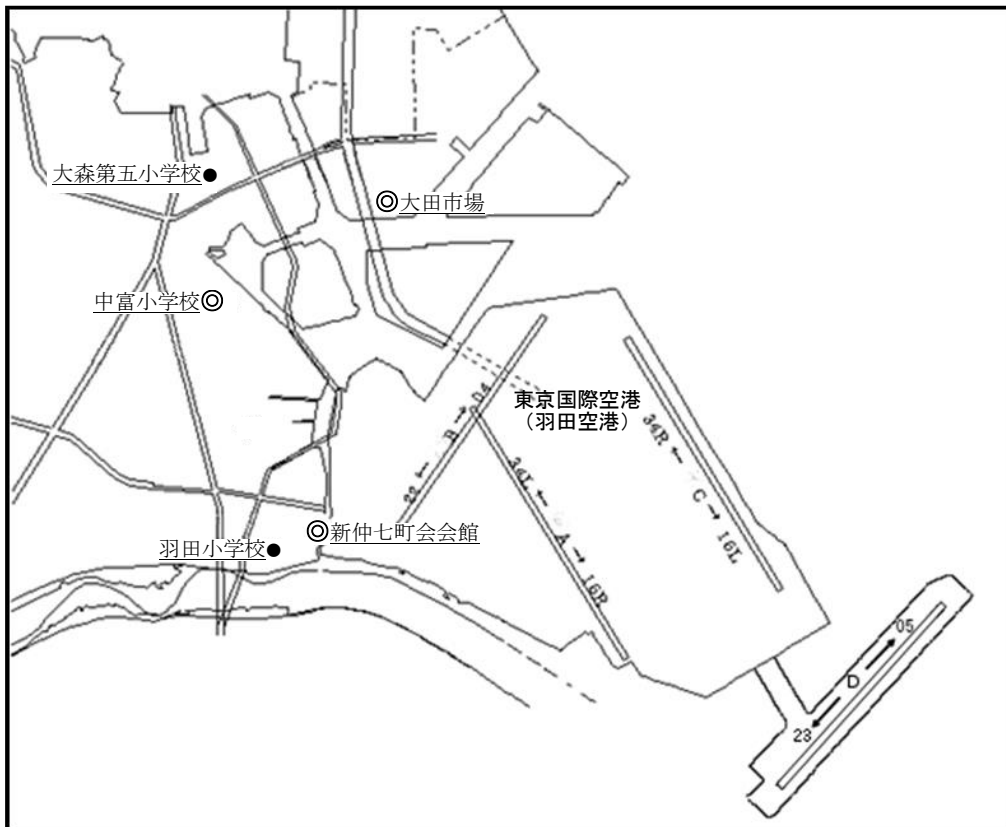 大森第五小学校●
◎大田市場
中富小学校◎
東京国際空港
（羽田空港）
04
B
22
34R
C
16L
34L
A
16R
◎新仲七町会会館
羽田小学校●
05
D
23